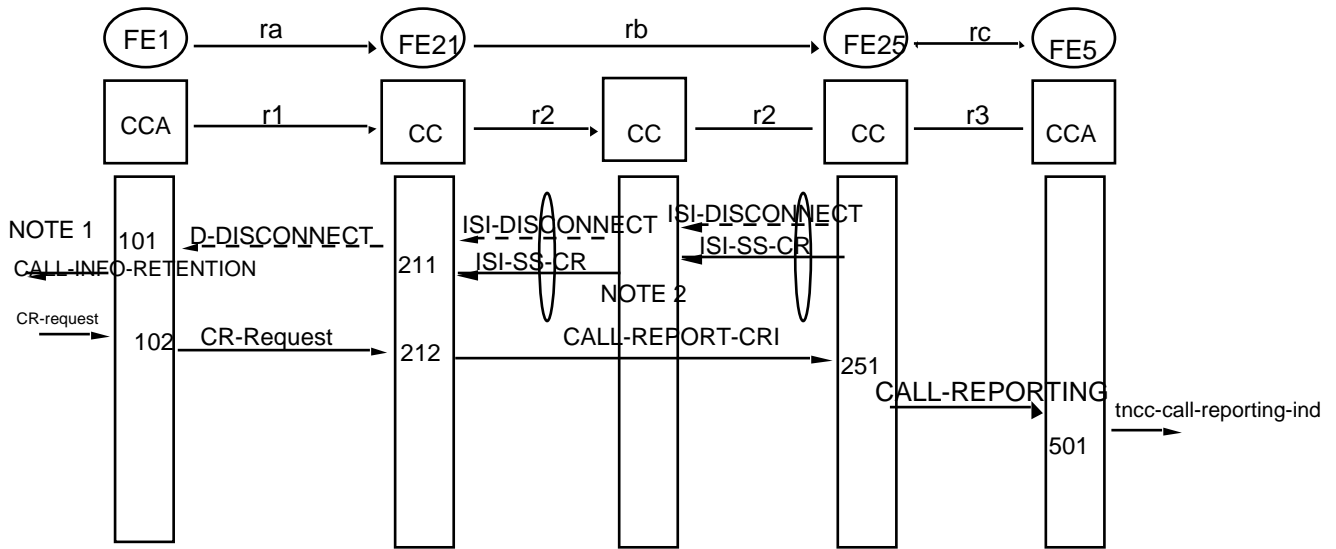 FE1 ra FE21 rb FE25 rc FE5
CCA r1 CC r2 CC r2 CC r3 CCA
NOTE 1 101 D-DISCONNECT ISI-DISCONNECT ISI-DISCONNECT
CALL-INFO-RETENTION 211 ISI-SS-CR ISI-SS-CR
NOTE 2
CR-request 102 CR-Request 212 CALL-REPORT-CRI 251
CALL-REPORTING tncc-call-reporting-ind
501